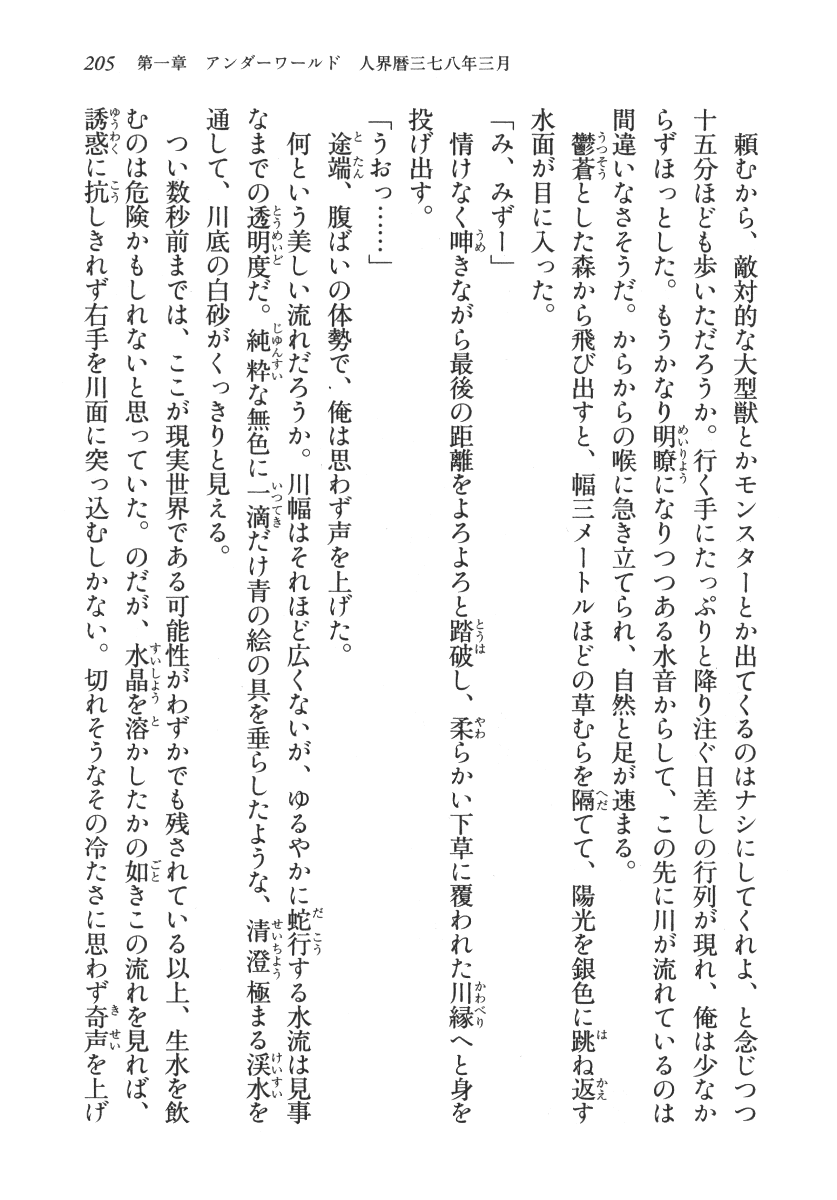 205　第一章　アンダーワールド　人界暦三七八年三月
　頼むから、敵対的な大型獣とかモンスターとか出てくるのはナシにしてくれよ、と念じつつ
十五分ほども歩いただろうか。行く手にたっぷりと降り注ぐ日差しの行列が現れ、俺は少なか
らずほっとした。もうかなり明瞭になりつつある水音からして、この先に川が流れているのは
間違いなさそうだ。からからの喉に急き立てられ、自然と足が速まる。
　鬱蒼とした森から飛び出すと、幅三メートルほどの草むらを隔てて、陽光を銀色に跳ね返す
水面が目に入った。
「み、みずー」
　情けなく呻きながら最後の距離をよろよろと踏破し、柔らかい下草に覆われた川縁へと身を
投げ出す。
「うおっ……」
　途端、腹ばいの体勢で、俺は思わず声を上げた。
　何という美しい流れだろうか。川幅はそれほど広くないが、ゆるやかに蛇行する水流は見事
なまでの透明度だ。純粋な無色に一滴だけ青の絵の具を垂らしたような、清澄極まる渓水を
通して、川底の白砂がくっきりと見える。
　つい数秒前までは、ここが現実世界である可能性がわずかでも残されている以上、生水を飲
むのは危険かもしれないと思っていた。のだが、水晶を溶かしたかの如きこの流れを見れば、
誘惑に抗しきれず右手を川面に突っ込むしかない。切れそうなその冷たさに思わず奇声を上げ